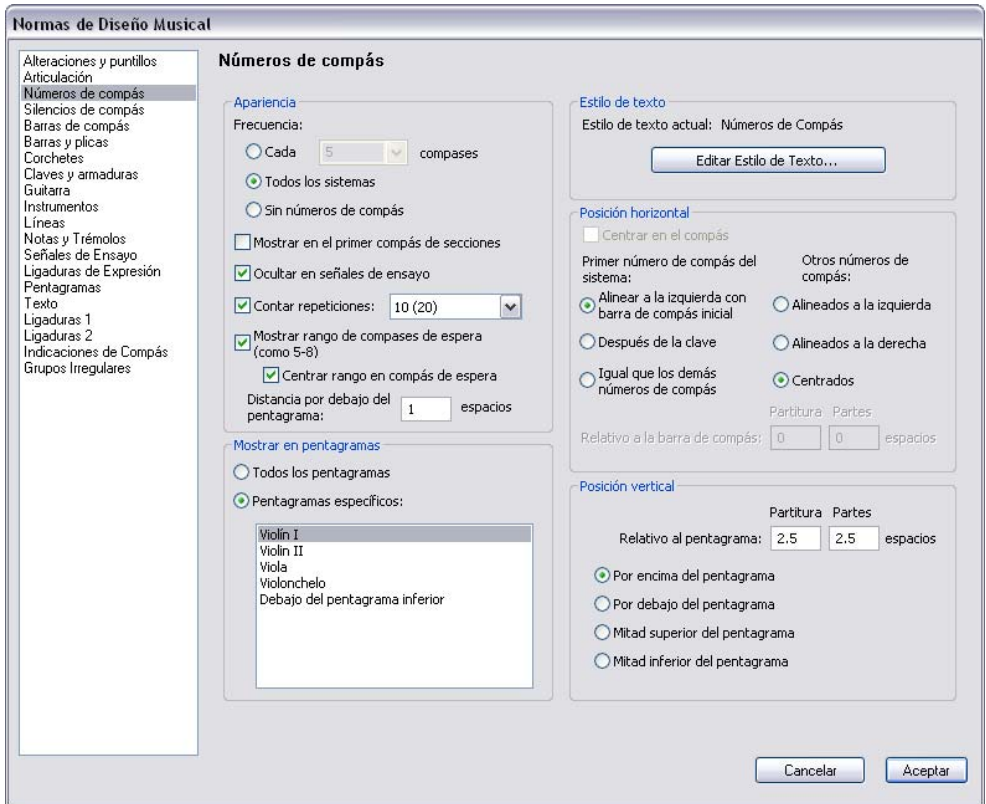 Normas de Diseño Musical
Alteraciones y puntillos
Articulación
Números de compás
Silencios de compás
Barras de compás
Barras y plicas
Corchetes
Claves y armaduras
Guitarra
Instrumentos
Líneas
Notas y Trémolos
Señales de Ensayo
Ligaduras de Expresión
Pentagramas
Texto
Ligaduras 1
Ligaduras 2
Indicaciones de Compás
Grupos Irregulares
Números de compás
Apariencia
Frecuencia:
Cada 5 compases
Todos los sistemas
Sin números de compás
Mostrar en el primer compás de secciones
Ocultar en señales de ensayo
Contar repeticiones: 10 (20)
Mostrar rango de compases de espera
(como 5-8)
Centrar rango en compás de espera
Distancia por debajo del
pentagrama: 1 espacios
Mostrar en pentagramas
Todos los pentagramas
Pentagramas específicos:
Violín I
Violin II
Viola
Violonchelo
Debajo del pentagrama inferior
Estilo de texto
Estilo de texto actual: Números de Compás
Editar Estilo de Texto...
Posición horizontal
Centrar en el compás
Primer número de compás del
sistema:
Alinear a la izquierda con
barra de compás inicial
Después de la clave
Igual que los demás
números de compás
Otros números de
compás:
Alineados a la izquierda
Alineados a la derecha
Centrados
Partitura Partes
Relativo a la barra de compás: 0 0 espacios
Posición vertical
Partitura Partes
Relativo al pentagrama: 2.5 2.5 espacios
Por encima del pentagrama
Por debajo del pentagrama
Mitad superior del pentagrama
Mitad inferior del pentagrama
Cancelar
Aceptar